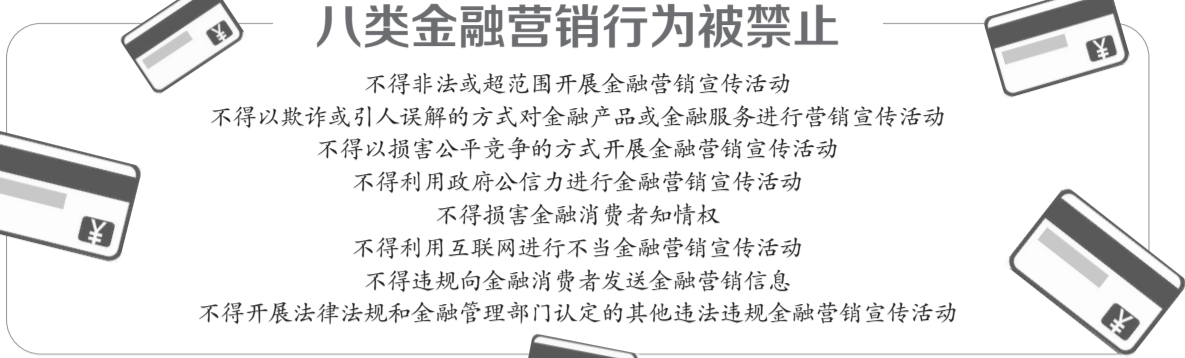 八类金融营销行为被禁止
不得非法或超范围开展金融营销宣传活动
不得以欺诈或引人误解的方式对金融产品或金融服务进行营销宣传活动
不得以损害公平竞争的方式开展金融营销宣传活动
不得利用政府公信力进行金融营销宣传活动
不得损害金融消费者知情权
不得利用互联网进行不当金融营销宣传活动
不得违规向金融消费者发送金融营销信息
不得开展法律法规和金融管理部门认定的其他违法违规金融营销宣传活动